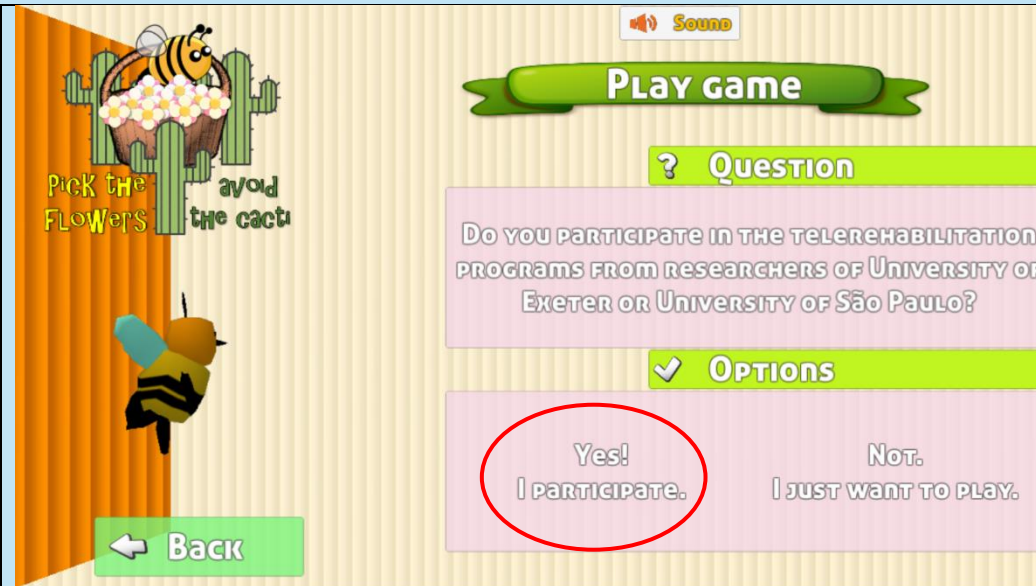 Sound
Play game
Pick the
Flowers
avoid
the cacti
? Question
Do you participate in the telerehabilitation
programs from researchers of University of
Exeter or University of São Paulo?
Options
Yes!
I participate.
Not.
I just want to play.
Back